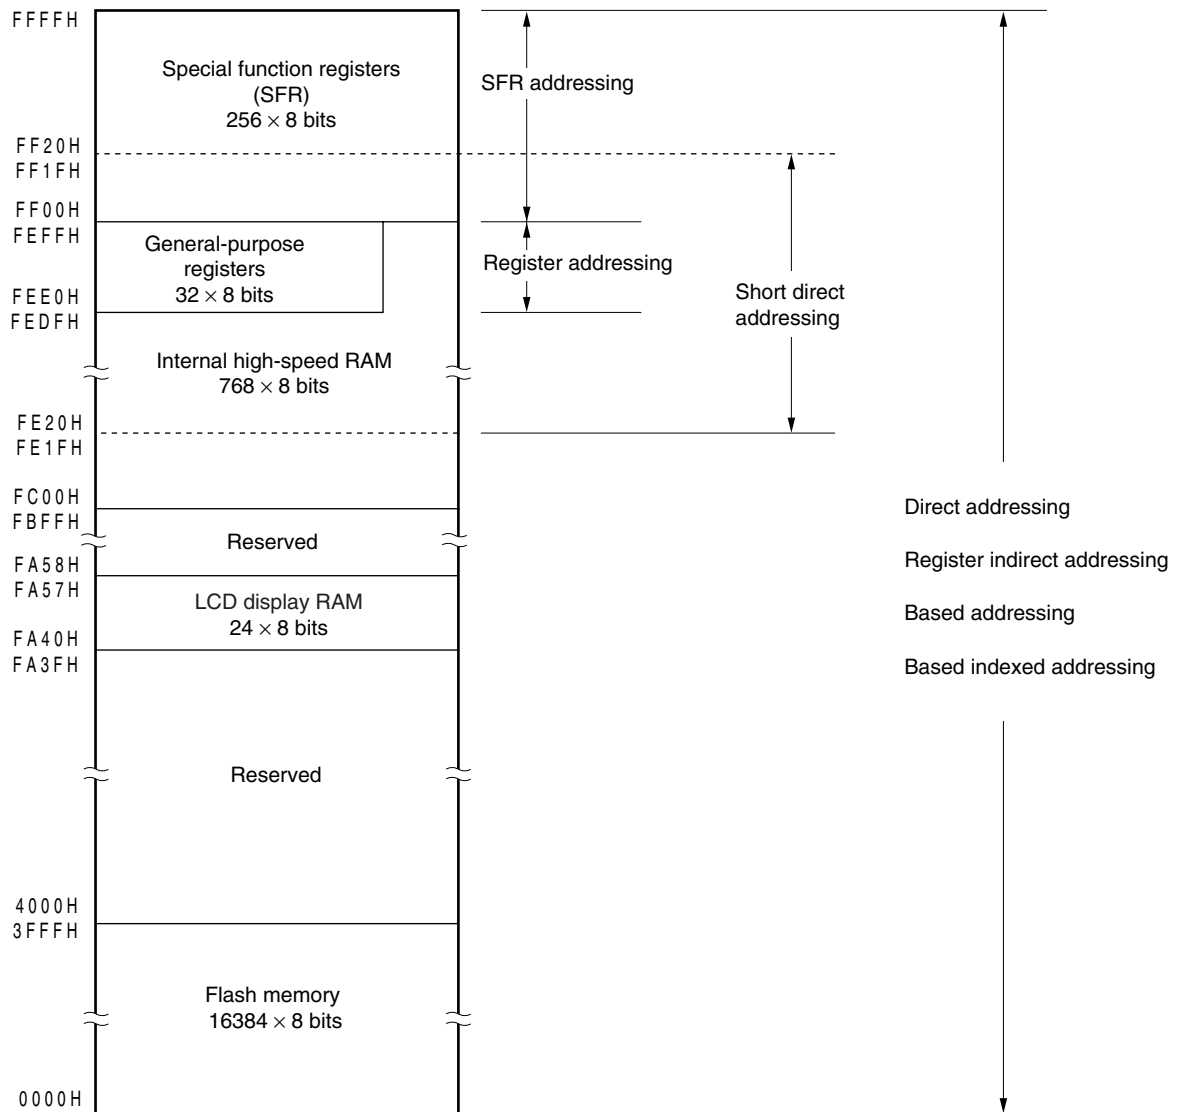 FFFFH
Special function registers
(SFR)
256 × 8 bits
SFR addressing
FF20H
FF1FH
FF00H
FEFFH
General-purpose
registers
32 × 8 bits
Register addressing
Short direct
addressing
FEE0H
FEDFH
Internal high-speed RAM
768 × 8 bits
FE20H
FE1FH
FC00H
FBFFH
Reserved
FA58H
FA57H
LCD display RAM
24 × 8 bits
FA40H
FA3FH
Direct addressing
Register indirect addressing
Based addressing
Based indexed addressing
Reserved
4000H
3FFFH
Flash memory
16384 × 8 bits
0000H